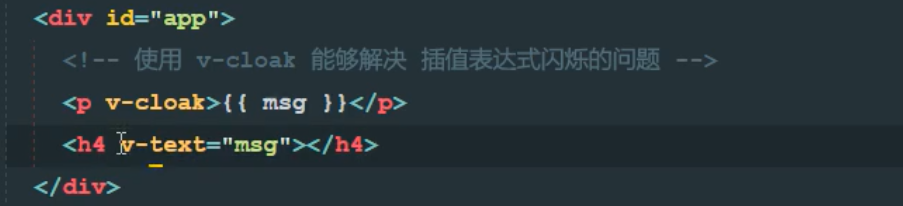 <div id="app">
<!-- 使用 v-cloak 能够解决 插值表达式闪烁的问题 -->
<p v-cloak>{{ msg }}</p>
<h4 v-text="msg"></h4>
</div>